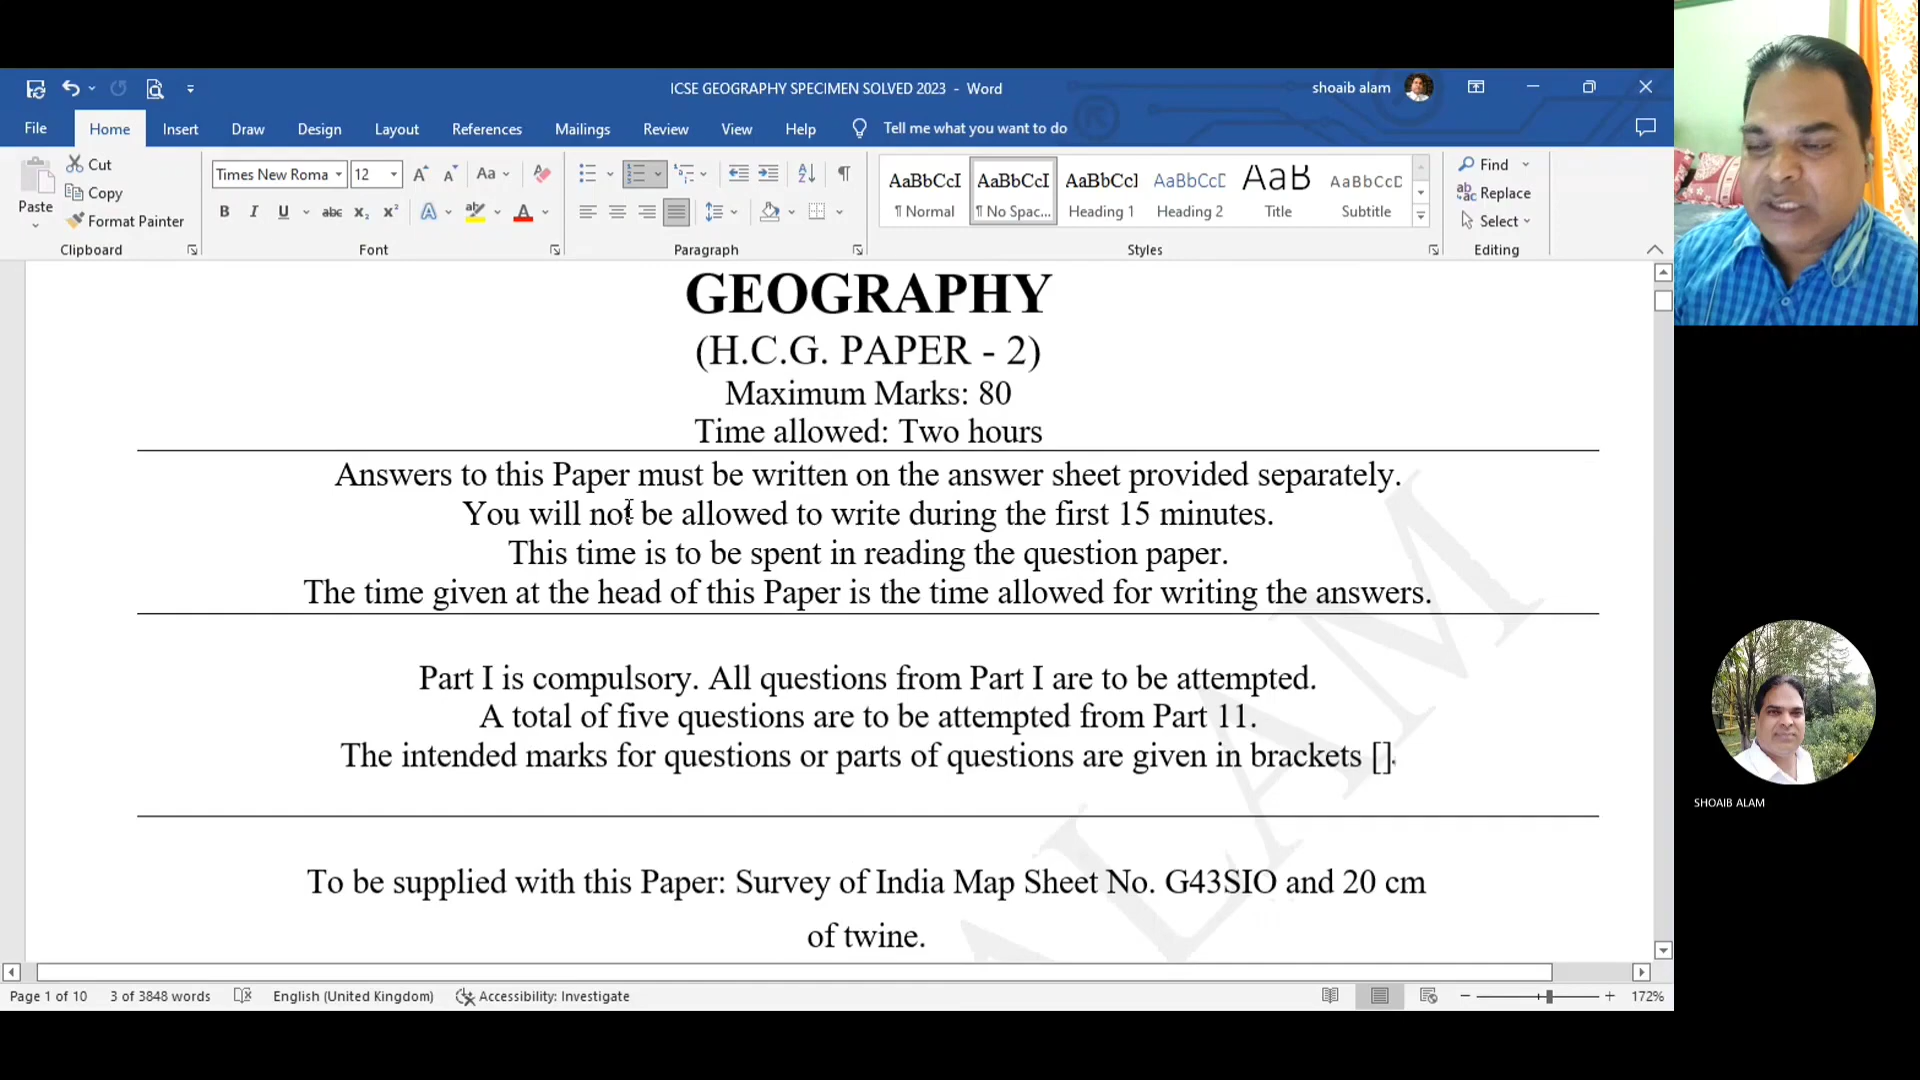 ICSE GEOGRAPHY SPECIMEN SOLVED 2023 - Word
shoaib alam
File Home Insert Draw Design Layout References Mailings Review View Help Tell me what you want to do
Paste
Cut
Copy
Format Painter
Clipboard
Times New Roma 12
Aa
B I U abc x₂ x² A A
Font
Paragraph
AaBbCcI AaBbCcI AaBbCcI AaBbCcC AaB AaBbCcC
¶ Normal ¶ No Spac... Heading 1 Heading 2 Title Subtitle
Styles
Find
Replace
Select
Editing
GEOGRAPHY
(H.C.G. PAPER - 2)
Maximum Marks: 80
Time allowed: Two hours
Answers to this Paper must be written on the answer sheet provided separately.
You will not be allowed to write during the first 15 minutes.
This time is to be spent in reading the question paper.
The time given at the head of this Paper is the time allowed for writing the answers.
Part I is compulsory. All questions from Part I are to be attempted.
A total of five questions are to be attempted from Part 11.
The intended marks for questions or parts of questions are given in brackets [].
To be supplied with this Paper: Survey of India Map Sheet No. G43SIO and 20 cm
of twine.
ALAM
SHOAIB ALAM
Page 1 of 10 3 of 3848 words English (United Kingdom) Accessibility: Investigate 172%